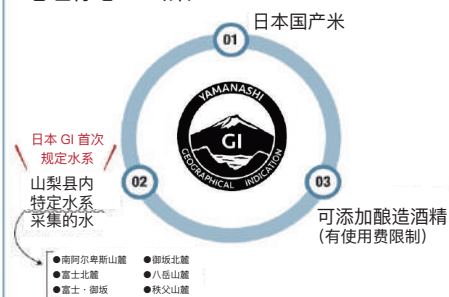 01
日本国产米
YAMANASHI
GI
GEOGRAPHICAL INDICATION
日本 GI 首次
规定水系
02
山梨县内
特定水系
采集的水
03
可添加酿造酒精
(有使用费限制)
●南阿尔卑斯山麓 ●御坂北麓
●富士北麓 ●八岳山麓
●富士·御坂 ●秩父山麓